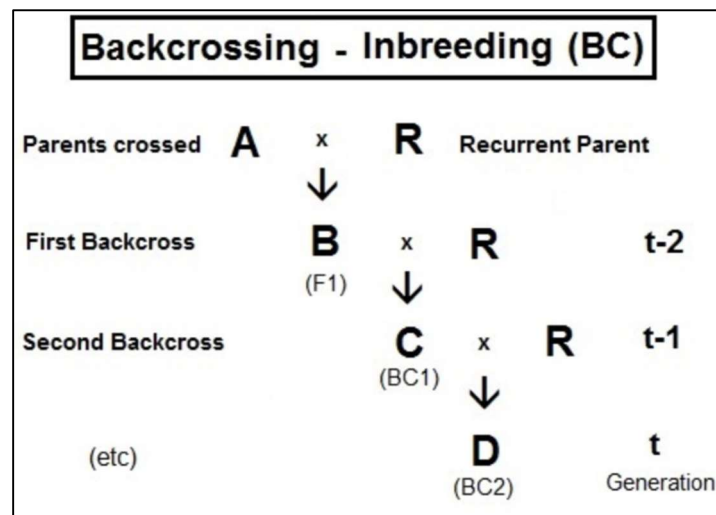 Backcrossing - Inbreeding (BC)
Parents crossed A x R Recurrent Parent
First Backcross B x R t-2
(F1)
Second Backcross C x R t-1
(BC1)
(etc) D t
(BC2) Generation